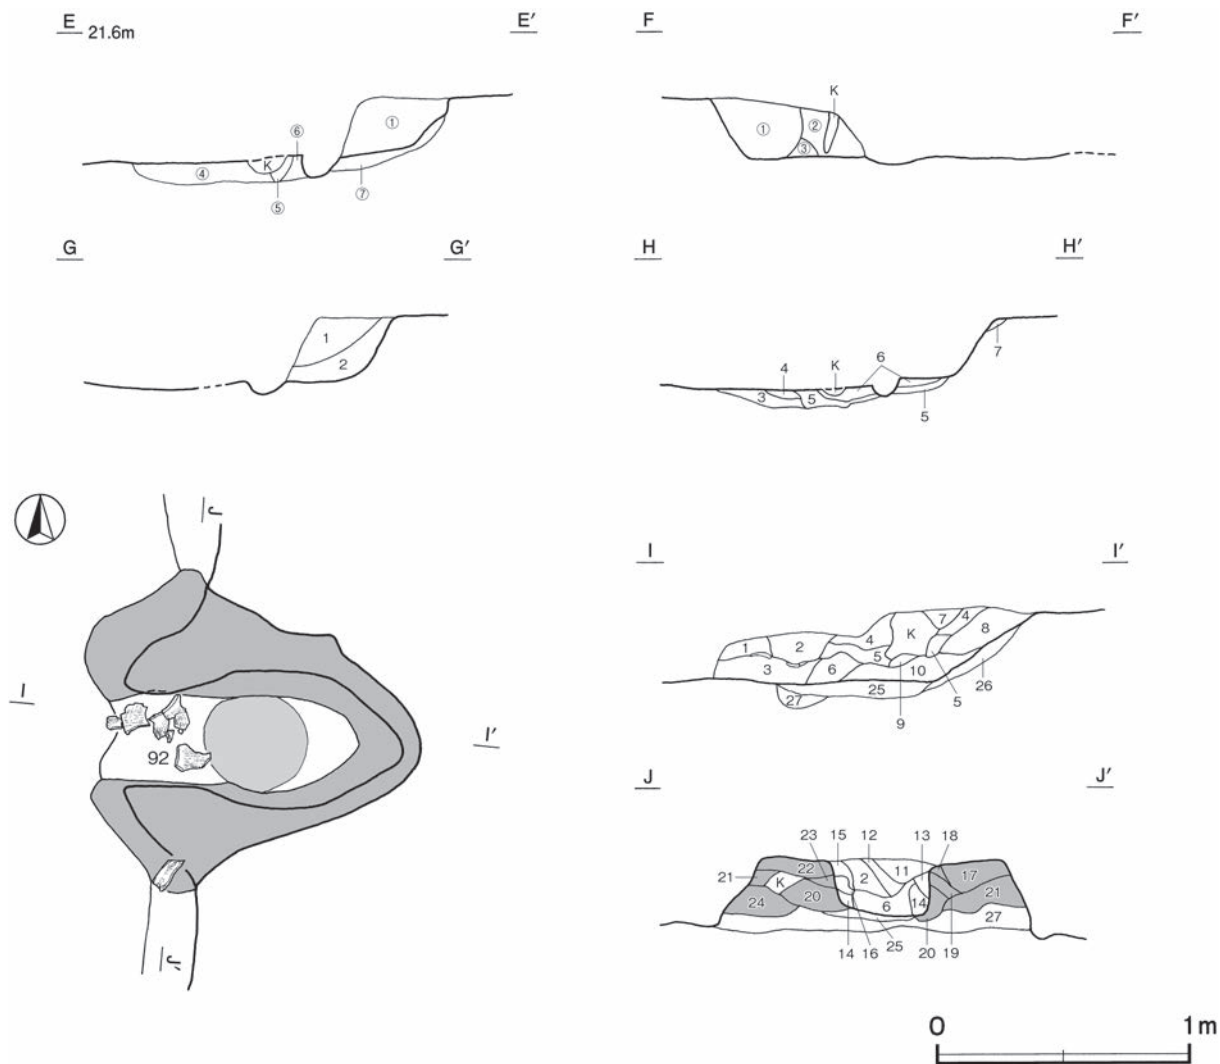 E 21.6m E′
① ⑥ K ④ ⑤ ⑦
F F′
K ① ② ③
G G′
1 2
H H′
4 K 6 7 3 5 5
J
I I′
92
J′
I I′
1 2 4 K 7 4 8 3 6 5 10 25 26 27 9 5
J J′
23 15 12 13 18
22 11 17
21 K 2 21
24 20 6 14 27
14 16 25 20 19
0 1m